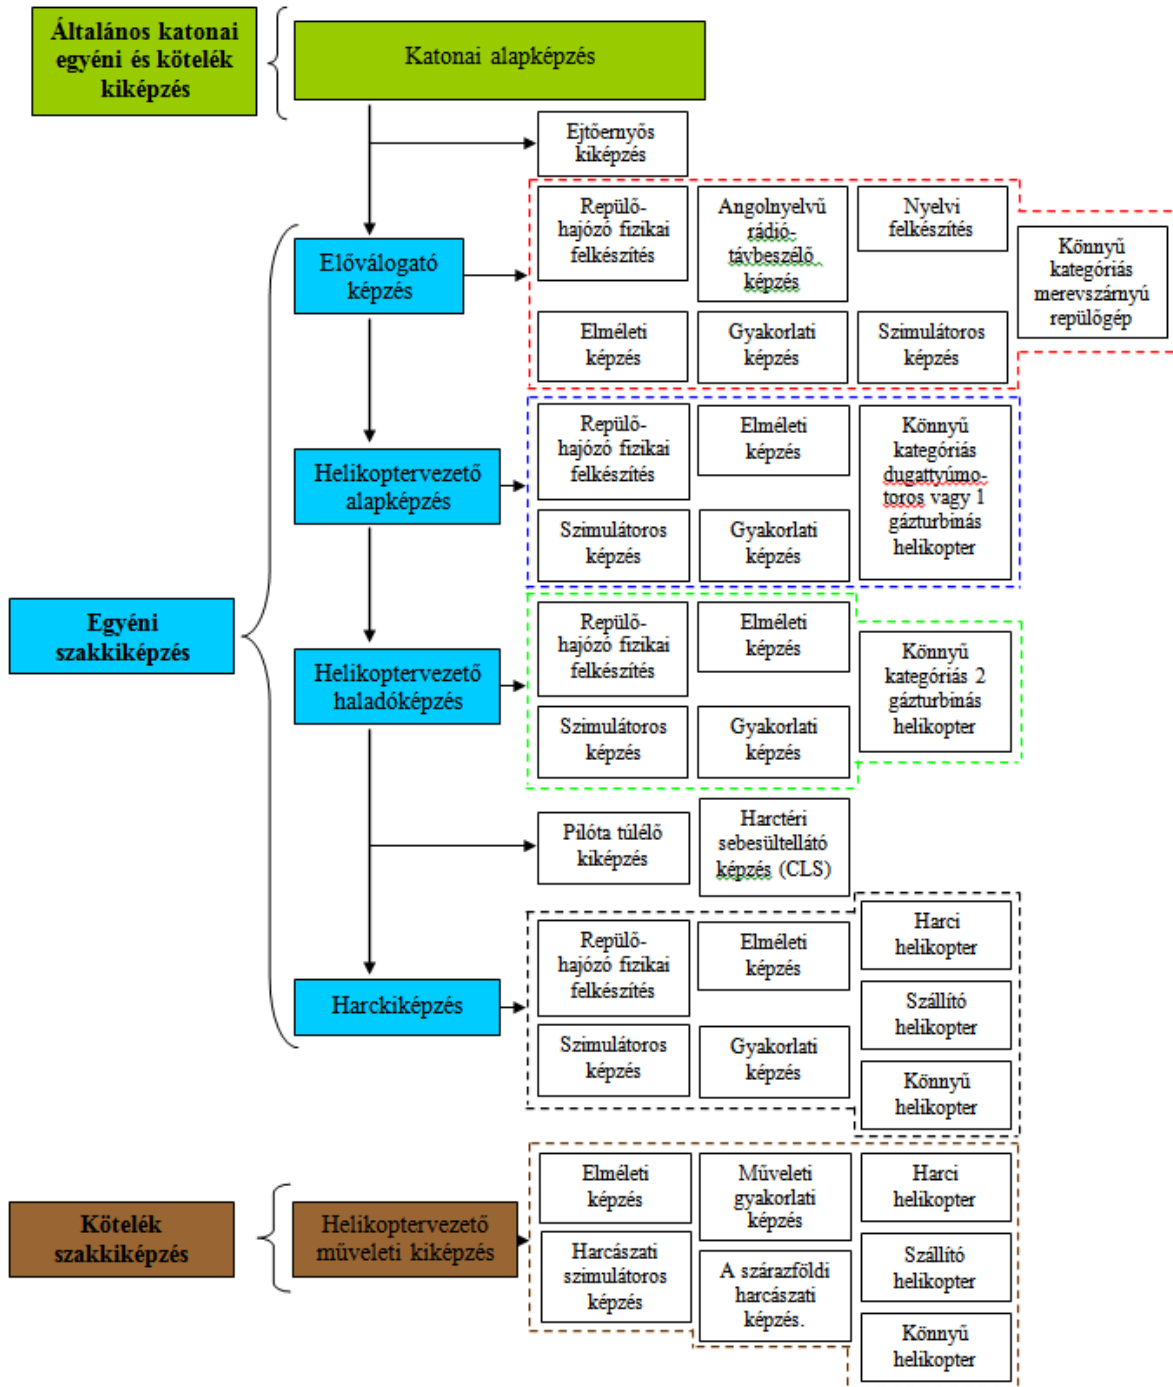 Általános katonai
egyéni és kötelék
kiképzés
Katonai alapképzés
Ejtőernyős
kiképzés
Előválogató
képzés
Repülő-
hajózó fizikai
felkészítés
Angolnyelvű
rádió-
távbeszélő
képzés
Nyelvi
felkészítés
Könnyű
kategóriás
merevszárnyú
repülőgép
Elméleti
képzés
Gyakorlati
képzés
Szimulátoros
képzés
Egyéni
szakkiképzés
Helikoptervezető
alapképzés
Repülő-
hajózó fizikai
felkészítés
Elméleti
képzés
Könnyű
kategóriás
dugattyúmo-
toros vagy 1
gázturbinás
helikopter
Szimulátoros
képzés
Gyakorlati
képzés
Helikoptervezető
haladóképzés
Repülő-
hajózó fizikai
felkészítés
Elméleti
képzés
Könnyű
kategóriás 2
gázturbinás
helikopter
Szimulátoros
képzés
Gyakorlati
képzés
Pilóta túlélő
kiképzés
Harctéri
sebesültellátó
képzés (CLS)
Harckiképzés
Repülő-
hajózó fizikai
felkészítés
Elméleti
képzés
Harci
helikopter
Szállító
helikopter
Szimulátoros
képzés
Gyakorlati
képzés
Könnyű
helikopter
Kötelék
szakkiképzés
Helikoptervezető
műveleti kiképzés
Elméleti
képzés
Műveleti
gyakorlati
képzés
Harci
helikopter
Harcászati
szimulátoros
képzés
A szárazföldi
harcászati
képzés.
Szállító
helikopter
Könnyű
helikopter